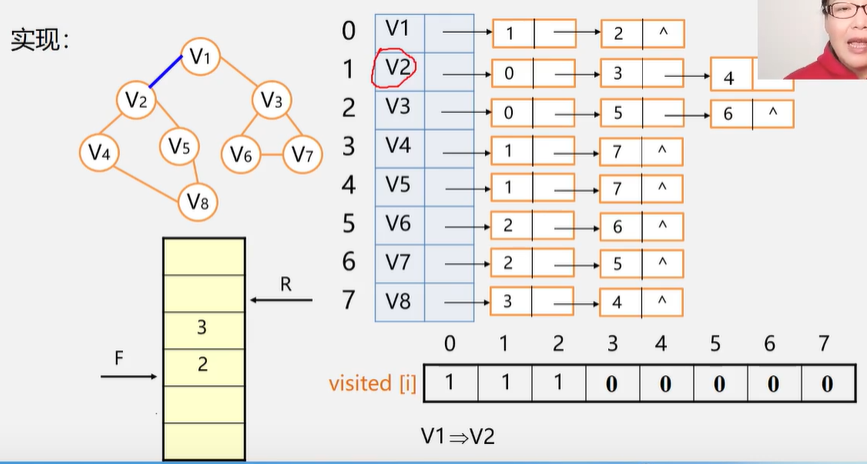 实现：
V1
V2
V3
V4
V5
V6
V7
V8
0 V1 1 2 ^
1 V2 0 3 4
2 V3 0 5 6 ^
3 V4 1 7 ^
4 V5 1 7 ^
5 V6 2 6 ^
6 V7 2 5 ^
7 V8 3 4 ^
R
3
F
2
0 1 2 3 4 5 6 7
visited [i] 1 1 1 0 0 0 0 0
V1⇒V2